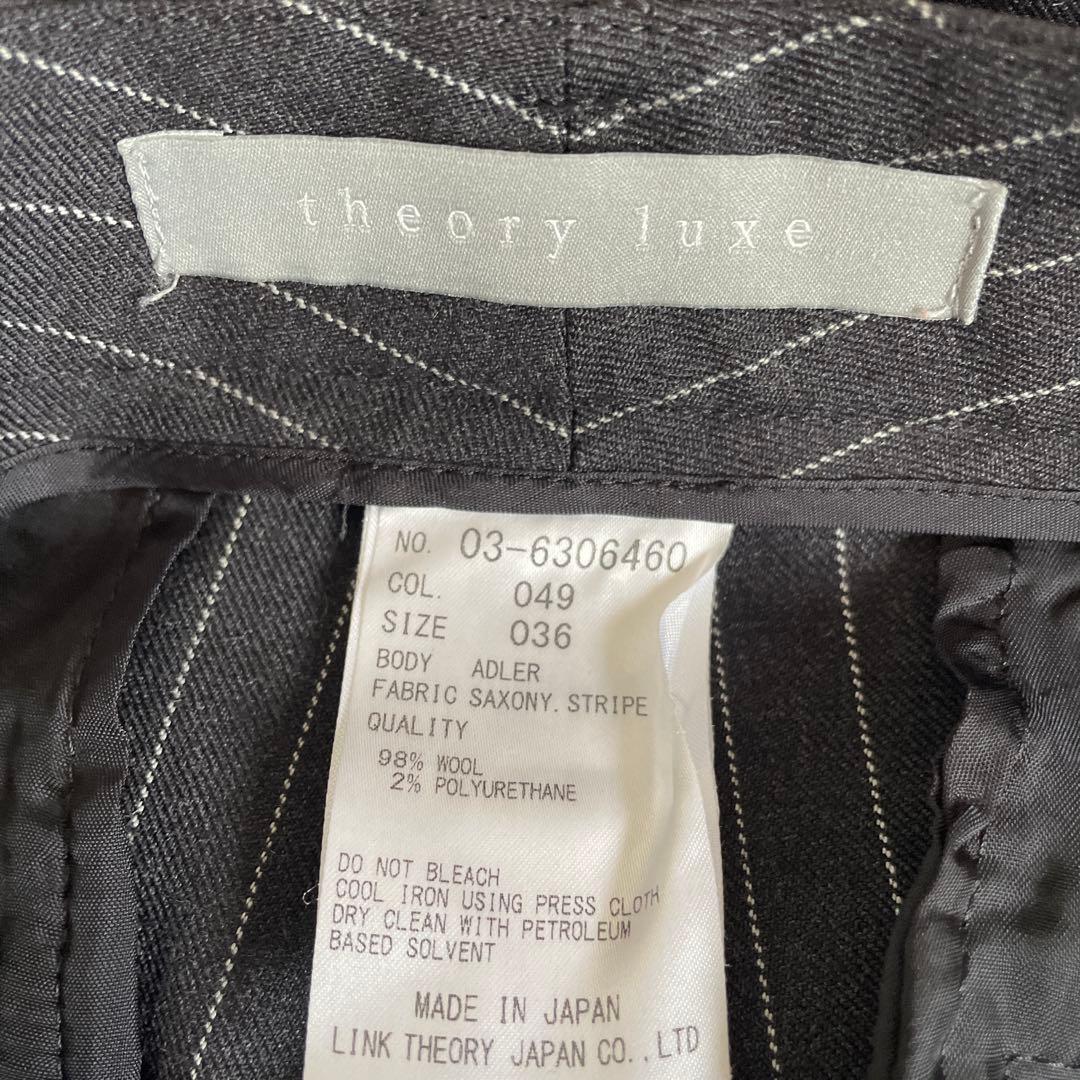 theory luxe
NO. 03-6306460
COL. 049
SIZE 036
BODY ADLER
FABRIC SAXONY. STRIPE
QUALITY
98% WOOL
2% POLYURETHANE
DO NOT BLEACH
COOL IRON USING PRESS CLOTH
DRY CLEAN WITH PETROLEUM
BASED SOLVENT
MADE IN JAPAN
LINK THEORY JAPAN CO.,LTD